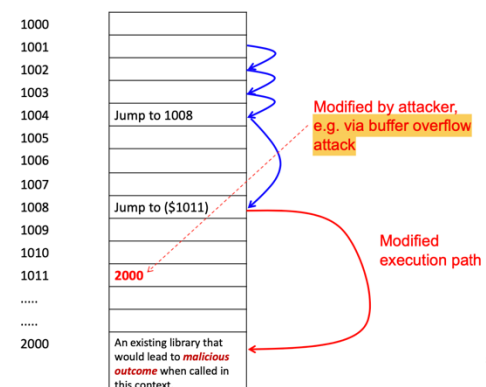 1000
1001
1002
1003
1004 Jump to 1008
Modified by attacker,
e.g. via buffer overflow
attack
1005
1006
1007
1008 Jump to ($1011)
1009
1010
Modified
execution path
1011 2000
.....
.....
2000 An existing library that
would lead to malicious
outcome when called in
this context